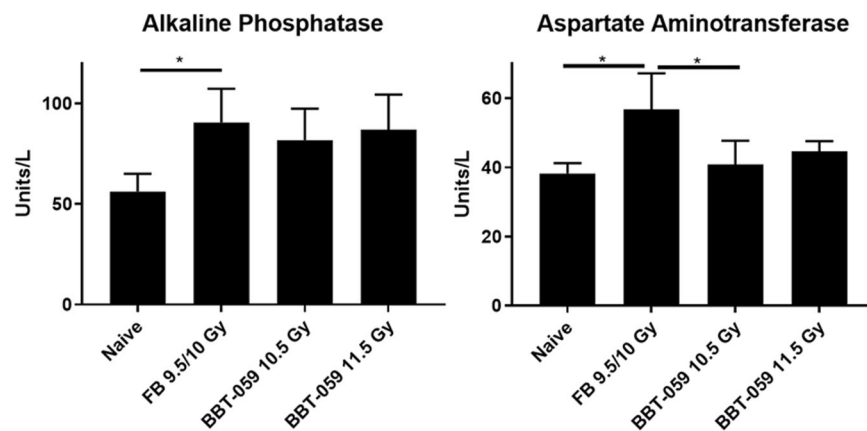 Alkaline Phosphatase
*
100
50
0
Units/L
Naive
FB 9.5/10 Gy
BBT-059 10.5 Gy
BBT-059 11.5 Gy
Aspartate Aminotransferase
* *
60
40
20
0
Units/L
Naive
FB 9.5/10 Gy
BBT-059 10.5 Gy
BBT-059 11.5 Gy